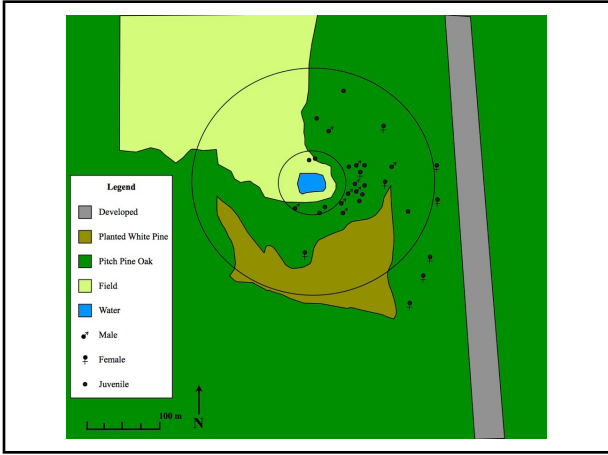 Legend
Developed
Planted White Pine
Pitch Pine Oak
Field
Water
Male
Female
Juvenile
100 m
N